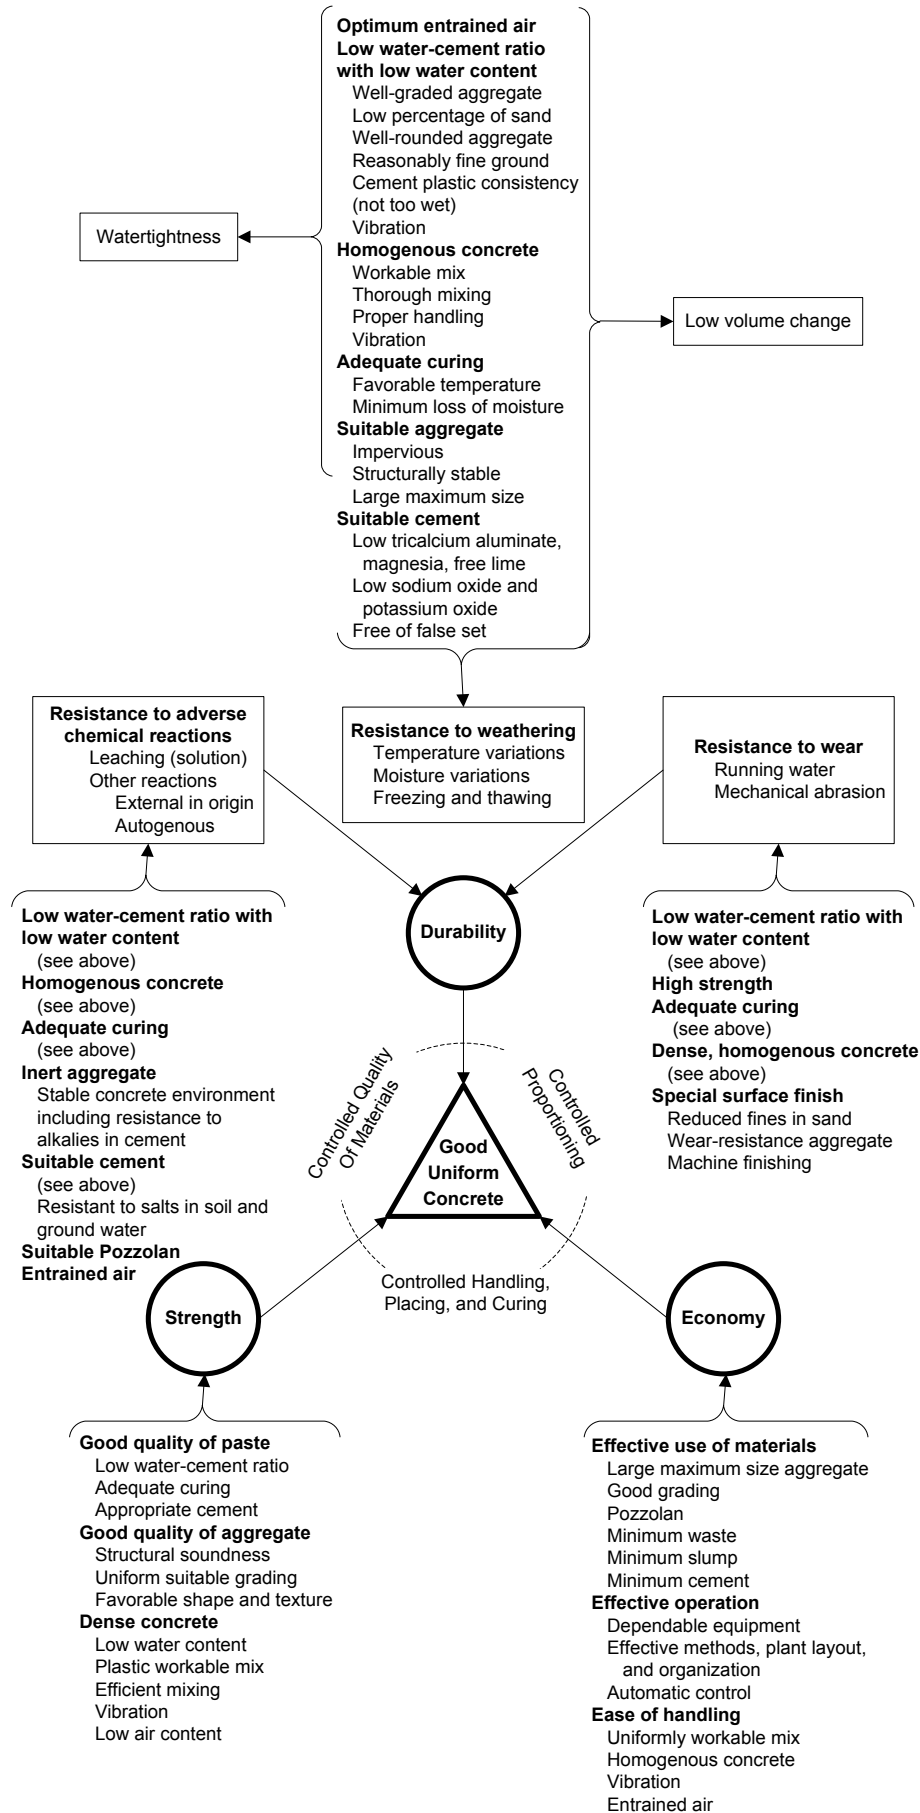 Optimum entrained air
Low water-cement ratio
with low water content
Well-graded aggregate
Low percentage of sand
Well-rounded aggregate
Reasonably fine ground
Cement plastic consistency
(not too wet)
Vibration
Homogenous concrete
Workable mix
Thorough mixing
Proper handling
Vibration
Adequate curing
Favorable temperature
Minimum loss of moisture
Suitable aggregate
Impervious
Structurally stable
Large maximum size
Suitable cement
Low tricalcium aluminate,
magnesia, free lime
Low sodium oxide and
potassium oxide
Free of false set
Watertightness
Low volume change
Resistance to adverse
chemical reactions
Leaching (solution)
Other reactions
External in origin
Autogenous
Resistance to weathering
Temperature variations
Moisture variations
Freezing and thawing
Resistance to wear
Running water
Mechanical abrasion
Low water-cement ratio with
low water content
(see above)
Homogenous concrete
(see above)
Adequate curing
(see above)
Inert aggregate
Stable concrete environment
including resistance to
alkalies in cement
Suitable cement
(see above)
Resistant to salts in soil and
ground water
Suitable Pozzolan
Entrained air
Durability
Low water-cement ratio with
low water content
(see above)
High strength
Adequate curing
(see above)
Dense, homogenous concrete
(see above)
Special surface finish
Reduced fines in sand
Wear-resistance aggregate
Machine finishing
Controlled Quality
Of Materials
Controlled
Proportioning
Good
Uniform
Concrete
Controlled Handling,
Placing, and Curing
Strength
Economy
Good quality of paste
Low water-cement ratio
Adequate curing
Appropriate cement
Good quality of aggregate
Structural soundness
Uniform suitable grading
Favorable shape and texture
Dense concrete
Low water content
Plastic workable mix
Efficient mixing
Vibration
Low air content
Effective use of materials
Large maximum size aggregate
Good grading
Pozzolan
Minimum waste
Minimum slump
Minimum cement
Effective operation
Dependable equipment
Effective methods, plant layout,
and organization
Automatic control
Ease of handling
Uniformly workable mix
Homogenous concrete
Vibration
Entrained air